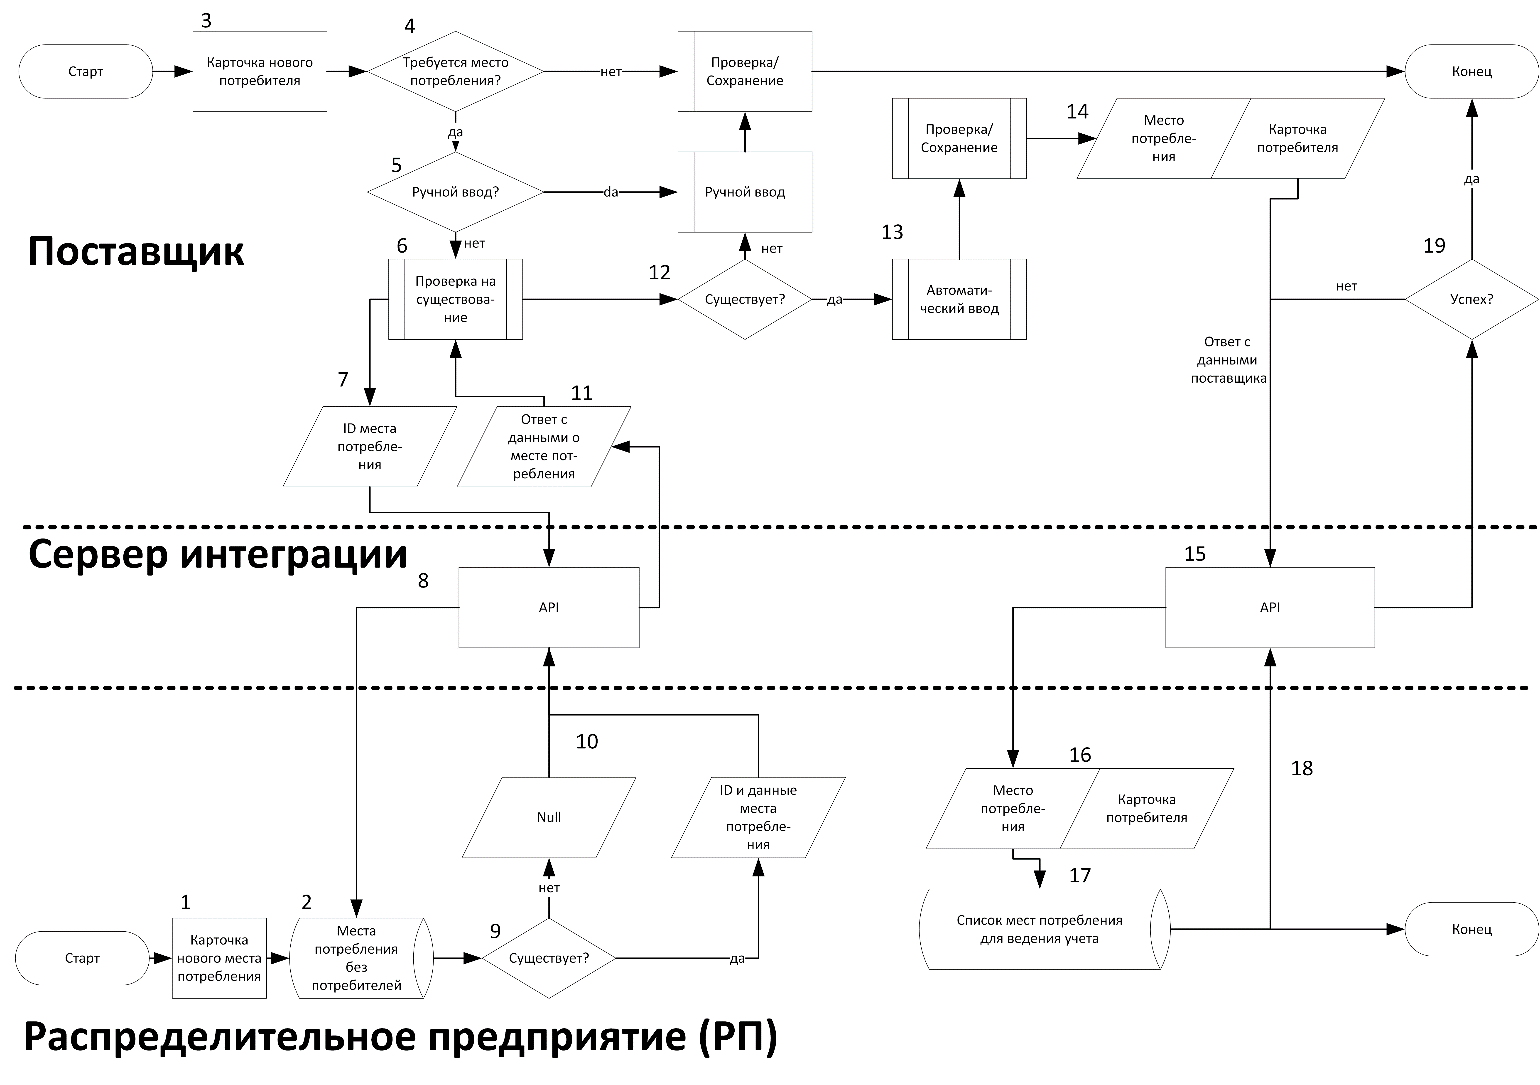 3
4
Старт
Карточка нового
потребителя
Требуется место
потребления?
нет
Проверка/
Сохранение
Конец
да
5
Ручной ввод?
da
Ручной ввод
Проверка/
Сохранение
14
Место
потребле-
ния
Карточка
потребителя
да
Поставщик
нет
6
Проверка на
существова-
ние
12
нет
Существует?
да
13
Автомати-
ческий ввод
нет
19
Успех?
Ответ с
данными
поставщика
7
ID места
потребле-
ния
11
Ответ с
данными о
месте пот-
ребления
Сервер интеграции
8
API
15
API
10
Null
ID и данные
места
потребле-
ния
16
Место
потребле-
ния
Карточка
потребителя
18
17
Список мест потребления
для ведения учета
Конец
нет
Старт
1
Карточка
нового места
потребления
2
Места
потребления
без
потребителей
9
Существует?
да
Распределительное предприятие (РП)